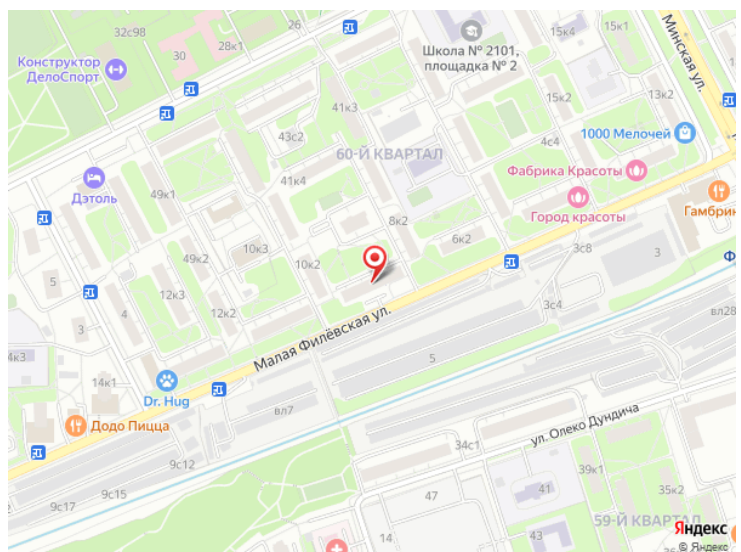 26
15к4
15к1
32с98
28к1
30
Конструктор
ДелоСпорт
Школа № 2101,
площадка № 2
Минская ул.
41к3
15к2
13к2
43с2
4с4
1000 Мелочей
60-Й КВАРТАЛ
Дэтоль
49к1
41к4
Фабрика Красоты
Город красоты
Гамбрин
8к2
6к2
10к3
49к2
10к2
3с8
3
5
12к3
4
3с4
12к2
3
Малая Филёвская ул.
вл28
14к3
5
14к1
Dr. Hug
вл7
Додо Пицца
ул. Олеко Дундича
9с12
34с1
9с17
9с15
39к1
47
41
35к2
14
59-Й КВАРТАЛ
Яндекс
© Яндекс